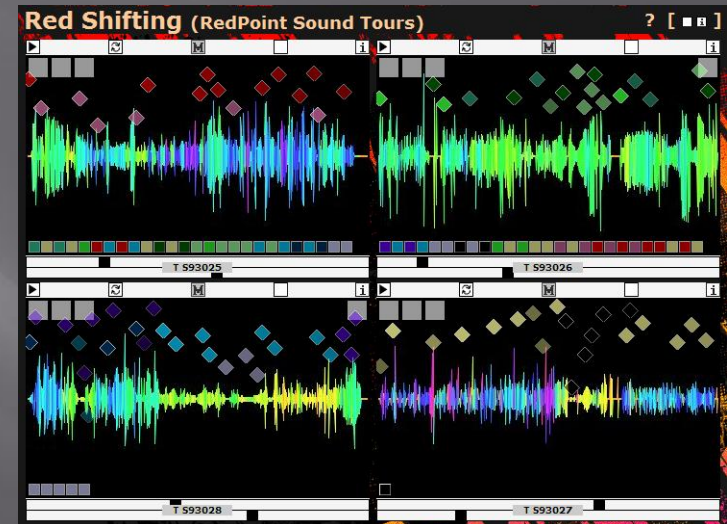 Red Shifting (RedPoint Sound Tours) ? [ i ]
M i M i
T S93025 T S93026
M i M i
T S93028 T S93027